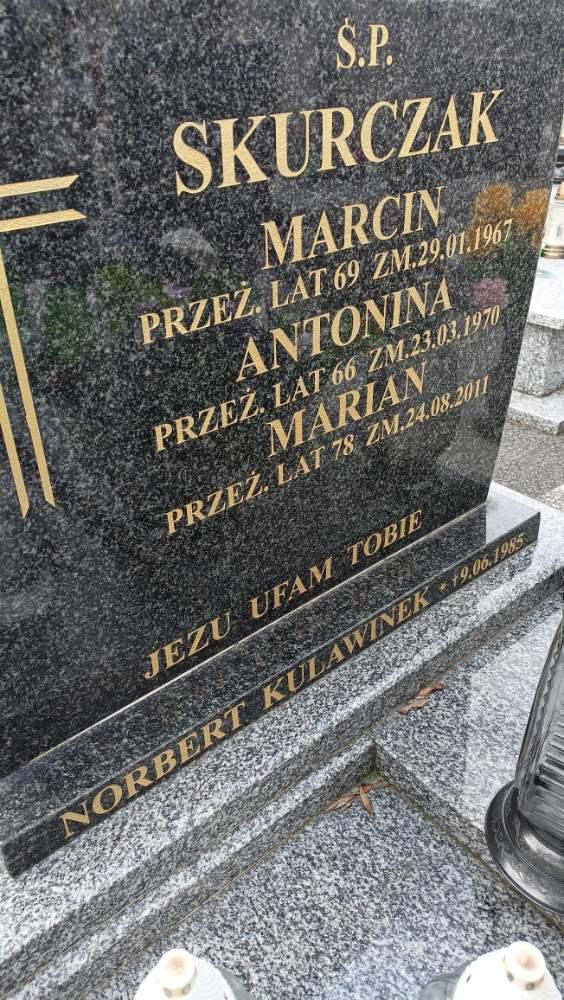 Ś.P.
SKURCZAK
MARCIN
PRZEŻ. LAT 69 ZM.29.01.1967
ANTONINA
PRZEŻ. LAT 66 ZM.23.03.1970
MARIAN
PRZEŻ. LAT 78 ZM.24.08.2011
JEZU UFAM TOBIE
NORBERT KULAWINEK * †9.06.1985